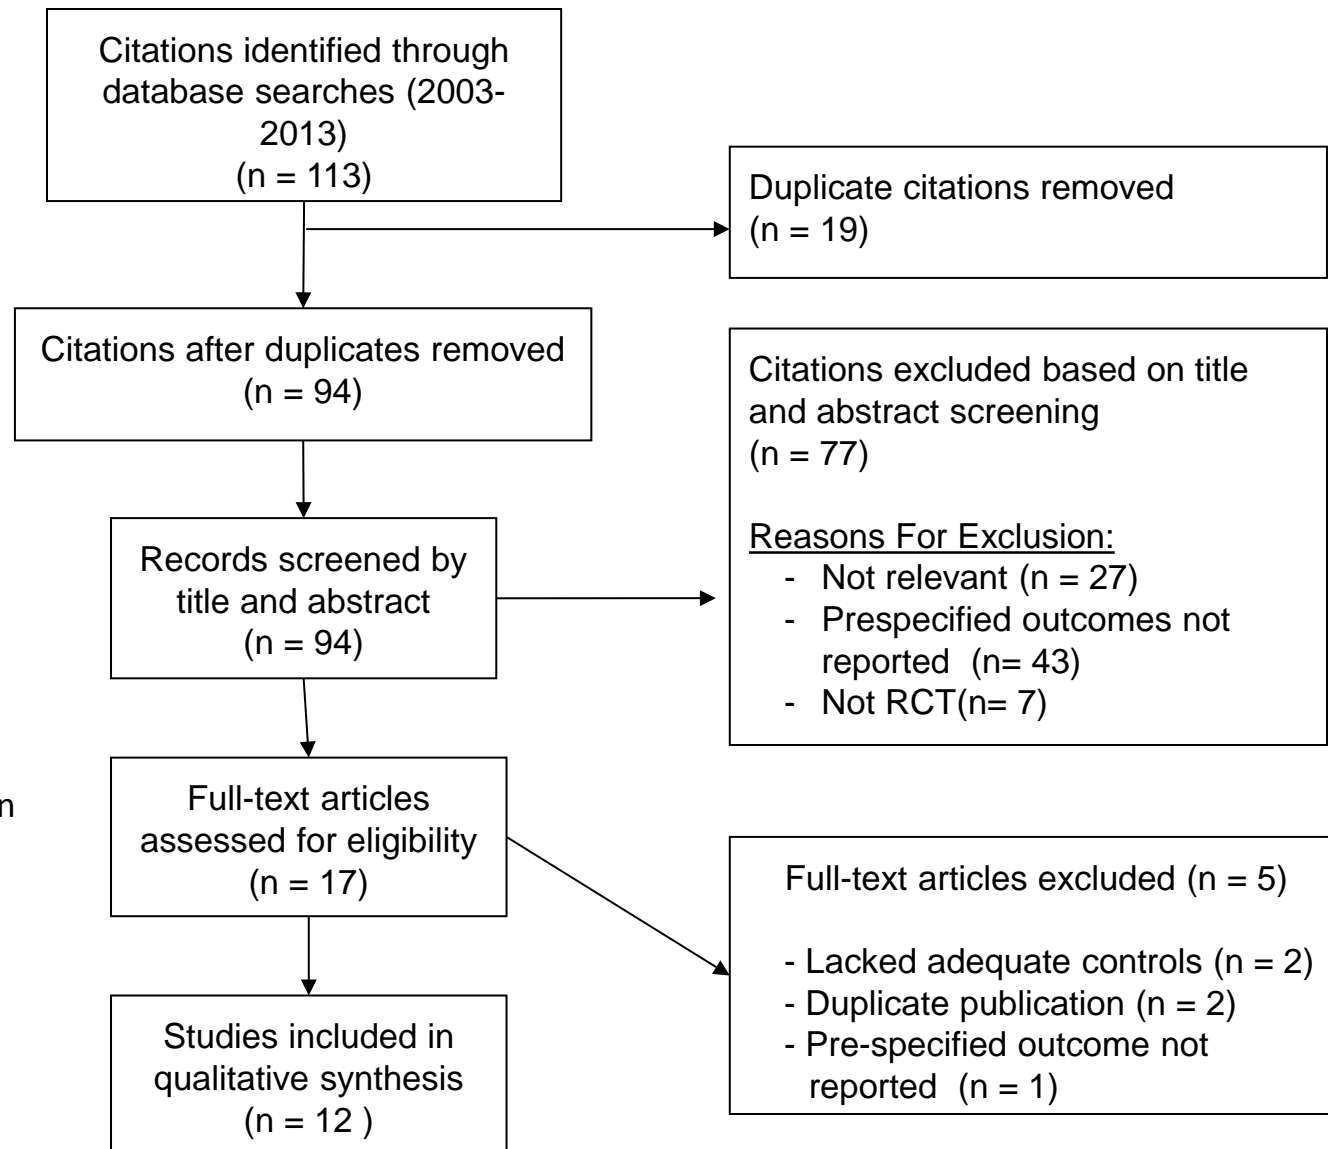 Citations identified through
database searches (2003-
2013)
(n = 113)
Duplicate citations removed
(n = 19)
Citations after duplicates removed
(n = 94)
Citations excluded based on title
and abstract screening
(n = 77)
Reasons For Exclusion:
- Not relevant (n = 27)
- Prespecified outcomes not
reported (n= 43)
- Not RCT(n= 7)
Records screened by
title and abstract
(n = 94)
Full-text articles
assessed for eligibility
(n = 17)
n
Full-text articles excluded (n = 5)
- Lacked adequate controls (n = 2)
- Duplicate publication (n = 2)
- Pre-specified outcome not
reported (n = 1)
Studies included in
qualitative synthesis
(n = 12 )